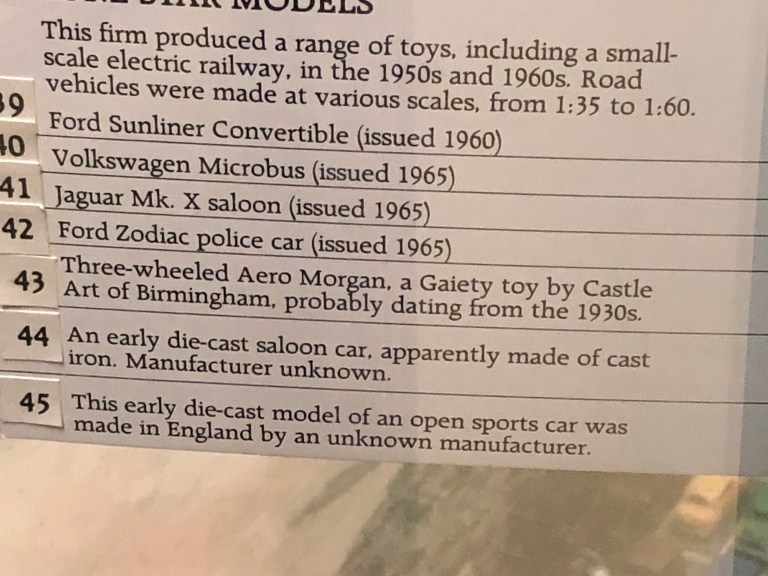 STAR MODELS
This firm produced a range of toys, including a small-
scale electric railway, in the 1950s and 1960s. Road
vehicles were made at various scales, from 1:35 to 1:60.
39 Ford Sunliner Convertible (issued 1960)
40 Volkswagen Microbus (issued 1965)
41 Jaguar Mk. X saloon (issued 1965)
42 Ford Zodiac police car (issued 1965)
43 Three-wheeled Aero Morgan, a Gaiety toy by Castle
Art of Birmingham, probably dating from the 1930s.
44 An early die-cast saloon car, apparently made of cast
iron. Manufacturer unknown.
45 This early die-cast model of an open sports car was
made in England by an unknown manufacturer.